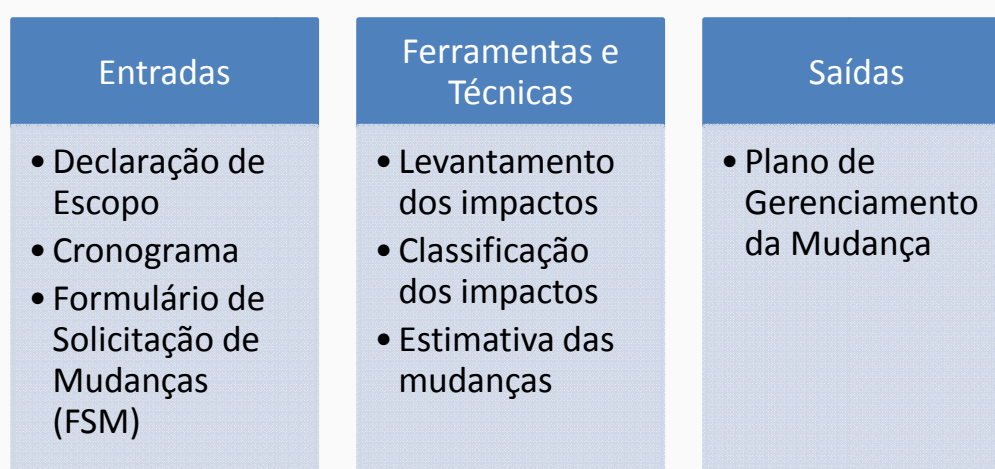 Entradas
• Declaração de
Escopo
• Cronograma
• Formulário de
Solicitação de
Mudanças
(FSM)
Ferramentas e
Técnicas
• Levantamento
dos impactos
• Classificação
dos impactos
• Estimativa das
mudanças
Saídas
• Plano de
Gerenciamento
da Mudança